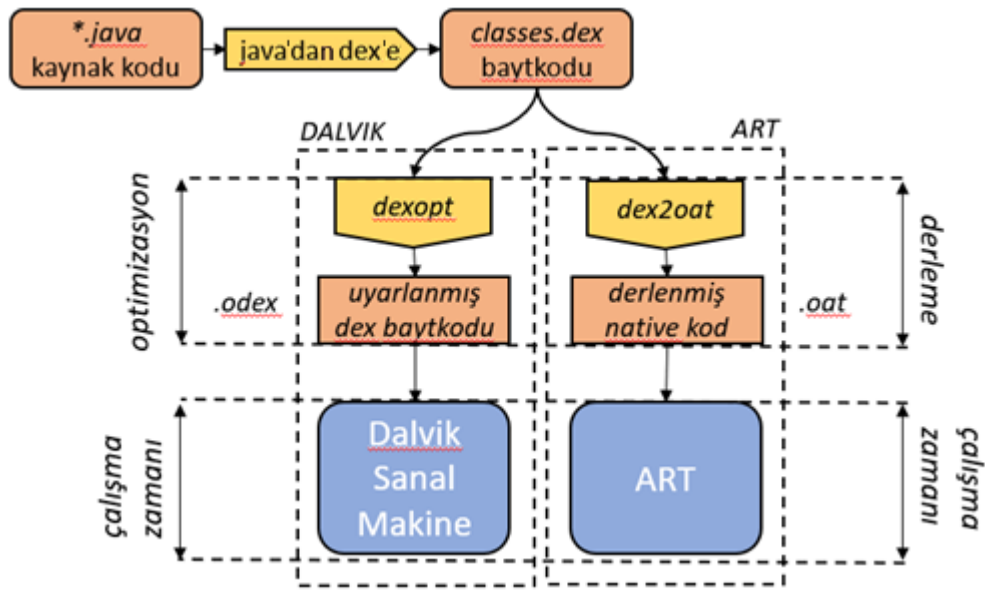 *.java
kaynak kodu
java'dan dex'e
classes.dex
baytkodu
DALVIK
ART
optimizasyon
dexopt
dex2oat
derleme
.odex
uyarlanmış
dex baytkodu
derlenmiş
native kod
.oat
çalışma
zamanı
Dalvik
Sanal
Makine
ART
çalışma
zamanı